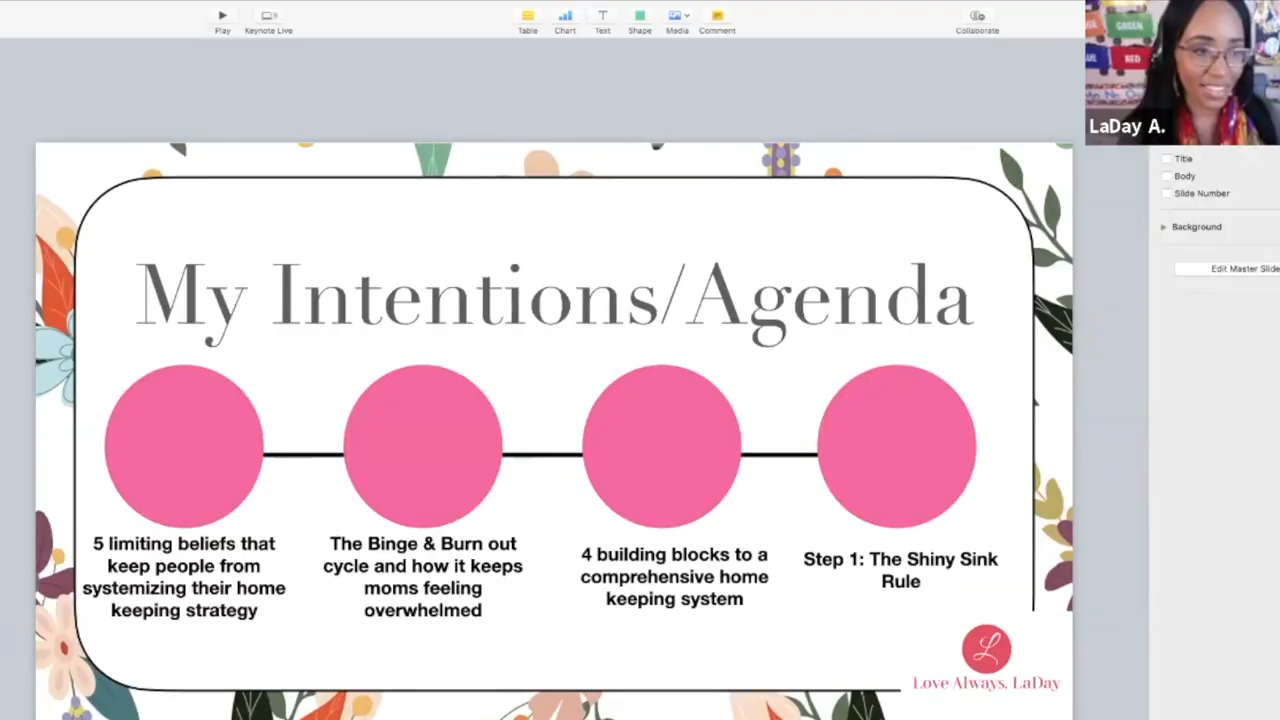 Play
Keynote Live
Table
Chart
Text
Shape
Media
Comment
Collaborate
GREEN
RED
LaDay A.
Title
Body
Slide Number
Background
Edit Master Slide
My Intentions/Agenda
5 limiting beliefs that
keep people from
systemizing their home
keeping strategy
The Binge & Burn out
cycle and how it keeps
moms feeling
overwhelmed
4 building blocks to a
comprehensive home
keeping system
Step 1: The Shiny Sink
Rule
L
Love Always, LaDay